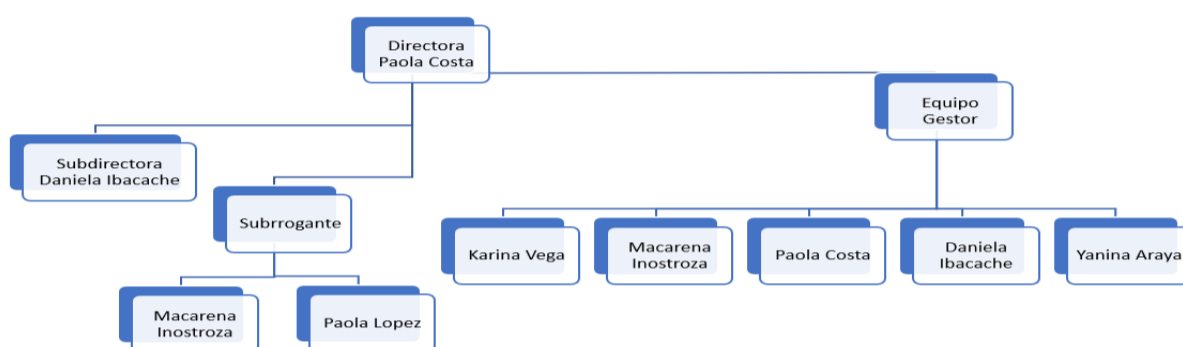 Directora
Paola Costa
Equipo
Gestor
Subdirectora
Daniela Ibacache
Subrrogante
Karina Vega
Macarena
Inostroza
Paola Costa
Daniela
Ibacache
Yanina Araya
Macarena
Inostroza
Paola Lopez